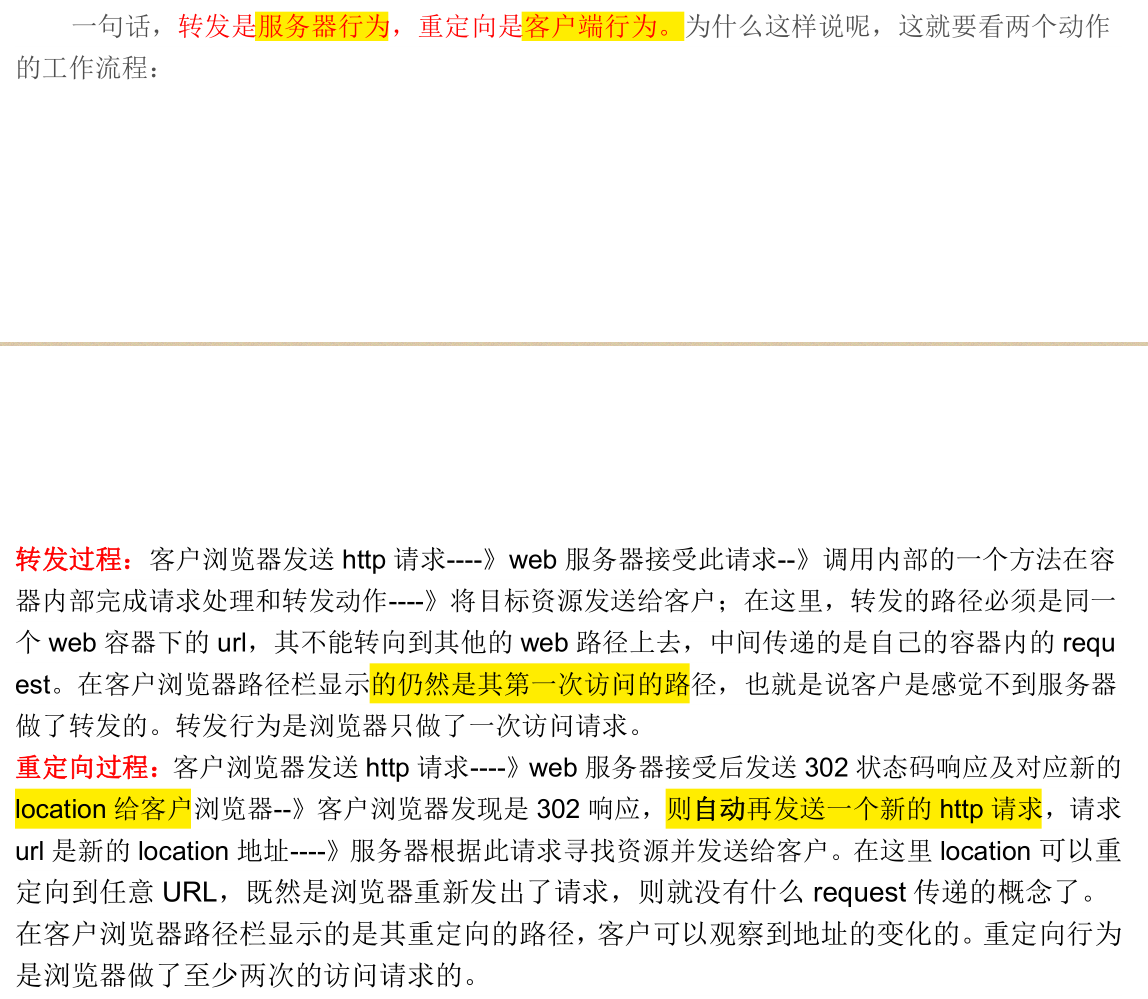 一句话，转发是服务器行为，重定向是客户端行为。为什么这样说呢，这就要看两个动作
的工作流程：
转发过程：客户浏览器发送 http 请求----》web 服务器接受此请求--》调用内部的一个方法在容
器内部完成请求处理和转发动作----》将目标资源发送给客户；在这里，转发的路径必须是同一
个 web 容器下的 url，其不能转向到其他的 web 路径上去，中间传递的是自己的容器内的 requ
est。在客户浏览器路径栏显示的仍然是其第一次访问的路径，也就是说客户是感觉不到服务器
做了转发的。转发行为是浏览器只做了一次访问请求。
重定向过程：客户浏览器发送 http 请求----》web 服务器接受后发送 302 状态码响应及对应新的
location 给客户浏览器--》客户浏览器发现是 302 响应，则自动再发送一个新的 http 请求，请求
url 是新的 location 地址----》服务器根据此请求寻找资源并发送给客户。在这里 location 可以重
定向到任意 URL，既然是浏览器重新发出了请求，则就没有什么 request 传递的概念了。
在客户浏览器路径栏显示的是其重定向的路径，客户可以观察到地址的变化的。重定向行为
是浏览器做了至少两次的访问请求的。